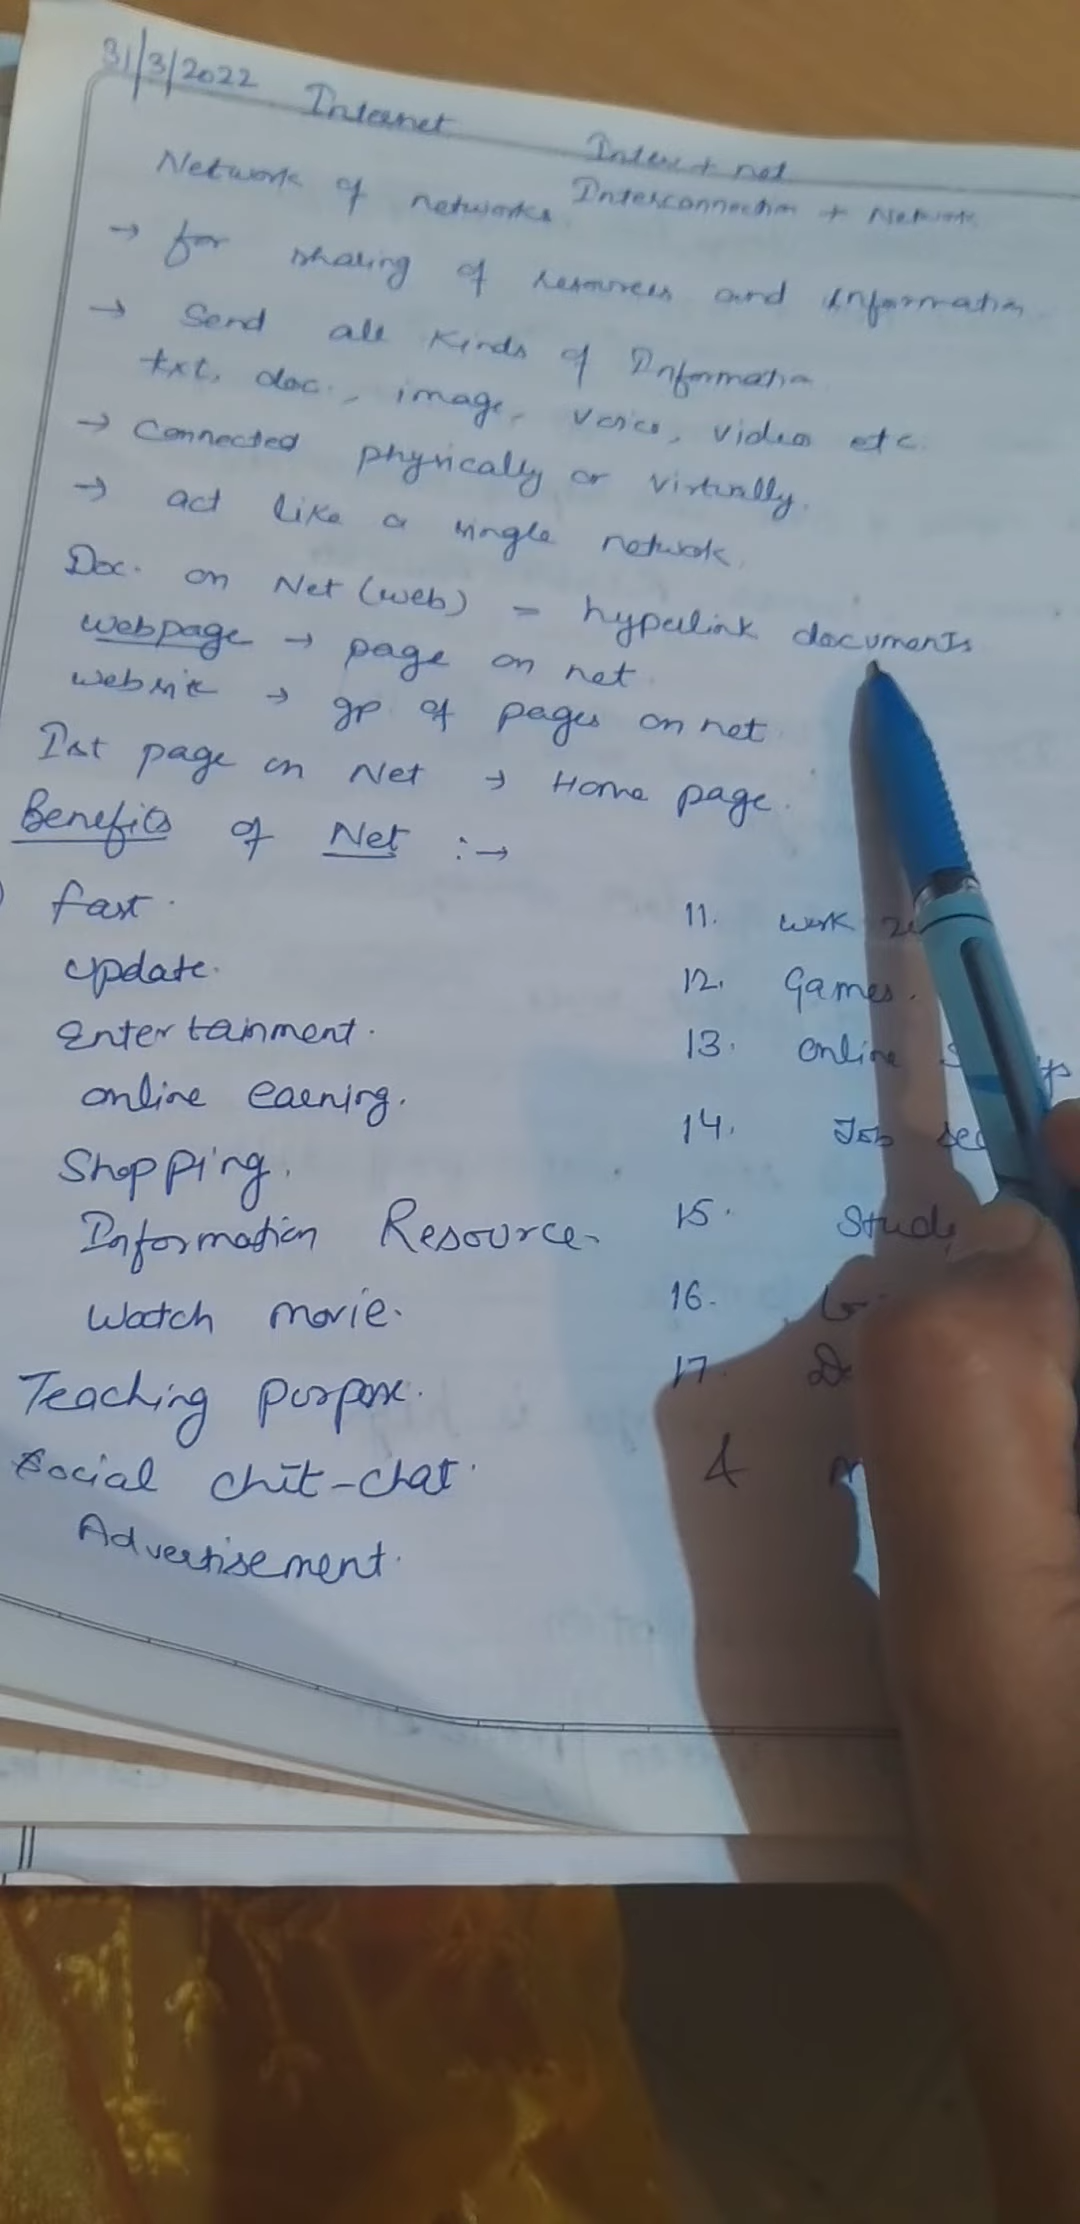 31/3/2022 Internet
Inter + net
Interconnection + Network
Network of networks
→ for sharing of resources and information
→ Send all kinds of Information
txt, doc., image, voice, video etc.
→ Connected physically or virtually.
→ act like a single network.
Doc. on Net (web) = hyperlink documents
webpage → page on net.
website → gp of pages on net.
Ist page on Net → Home page.
Benefits of Net :→
fast.
update.
Entertainment.
online earning.
Shopping.
Information Resource.
Watch movie.
Teaching purpose.
Social chit-chat.
Advertisement.
11. work
12. Games.
13. Online
14. Job
15.
16.
17.